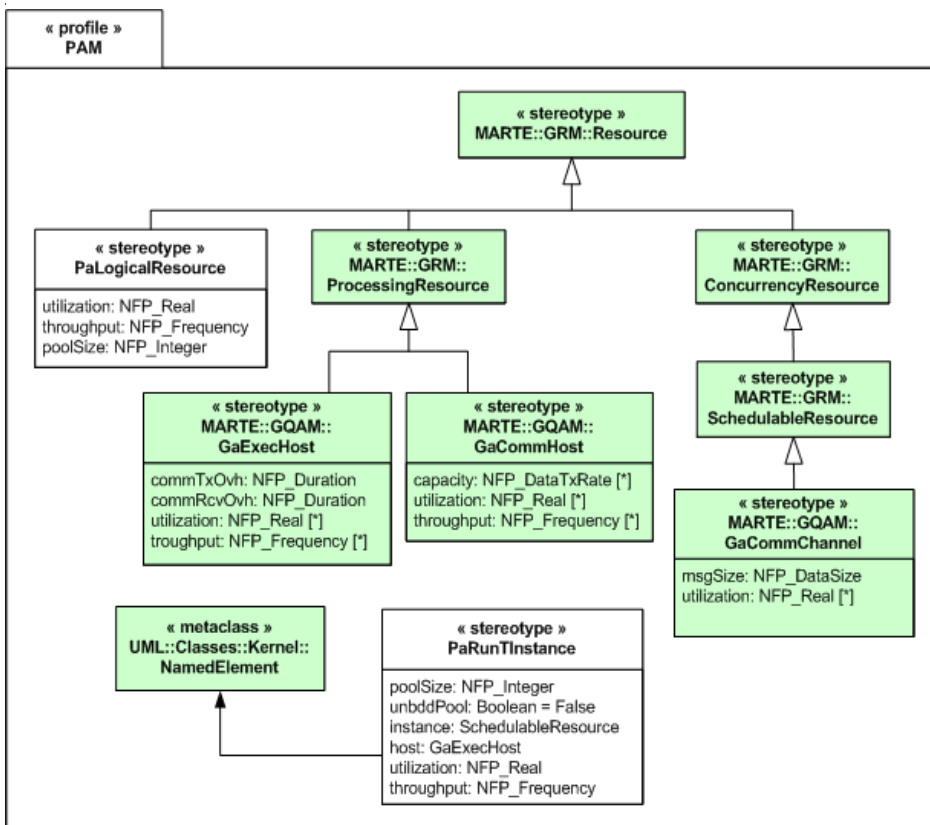 « profile »
PAM
« stereotype »
MARTE::GRM::Resource
« stereotype »
PaLogicalResource
utilization: NFP_Real
throughput: NFP_Frequency
poolSize: NFP_Integer
« stereotype »
MARTE::GRM::
ProcessingResource
« stereotype »
MARTE::GRM::
ConcurrencyResource
« stereotype »
MARTE::GRM::
SchedulableResource
« stereotype »
MARTE::GQAM::
GaExecHost
commTxOvh: NFP_Duration
commRcvOvh: NFP_Duration
utilization: NFP_Real [*]
troughput: NFP_Frequency [*]
« stereotype »
MARTE::GQAM::
GaCommHost
capacity: NFP_DataTxRate [*]
utilization: NFP_Real [*]
throughput: NFP_Frequency [*]
« stereotype »
MARTE::GQAM::
GaCommChannel
msgSize: NFP_DataSize
utilization: NFP_Real [*]
« metaclass »
UML::Classes::Kernel::
NamedElement
« stereotype »
PaRunTInstance
poolSize: NFP_Integer
unbddPool: Boolean = False
instance: SchedulableResource
host: GaExecHost
utilization: NFP_Real
throughput: NFP_Frequency